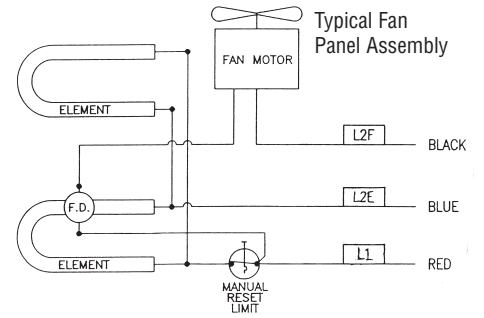 Typical Fan
Panel Assembly
FAN MOTOR
ELEMENT
L2F
BLACK
F.D.
L2E
BLUE
ELEMENT
L1
RED
MANUAL
RESET
LIMIT